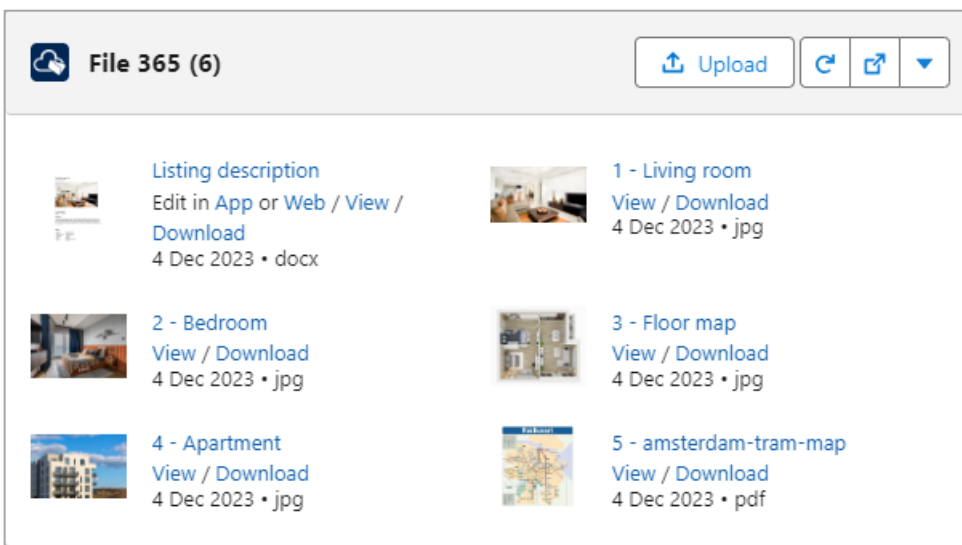 File 365 (6)
Upload
Listing description
Edit in App or Web / View /
Download
4 Dec 2023 • docx
1 - Living room
View / Download
4 Dec 2023 • jpg
2 - Bedroom
View / Download
4 Dec 2023 • jpg
3 - Floor map
View / Download
4 Dec 2023 • jpg
4 - Apartment
View / Download
4 Dec 2023 • jpg
5 - amsterdam-tram-map
View / Download
4 Dec 2023 • pdf